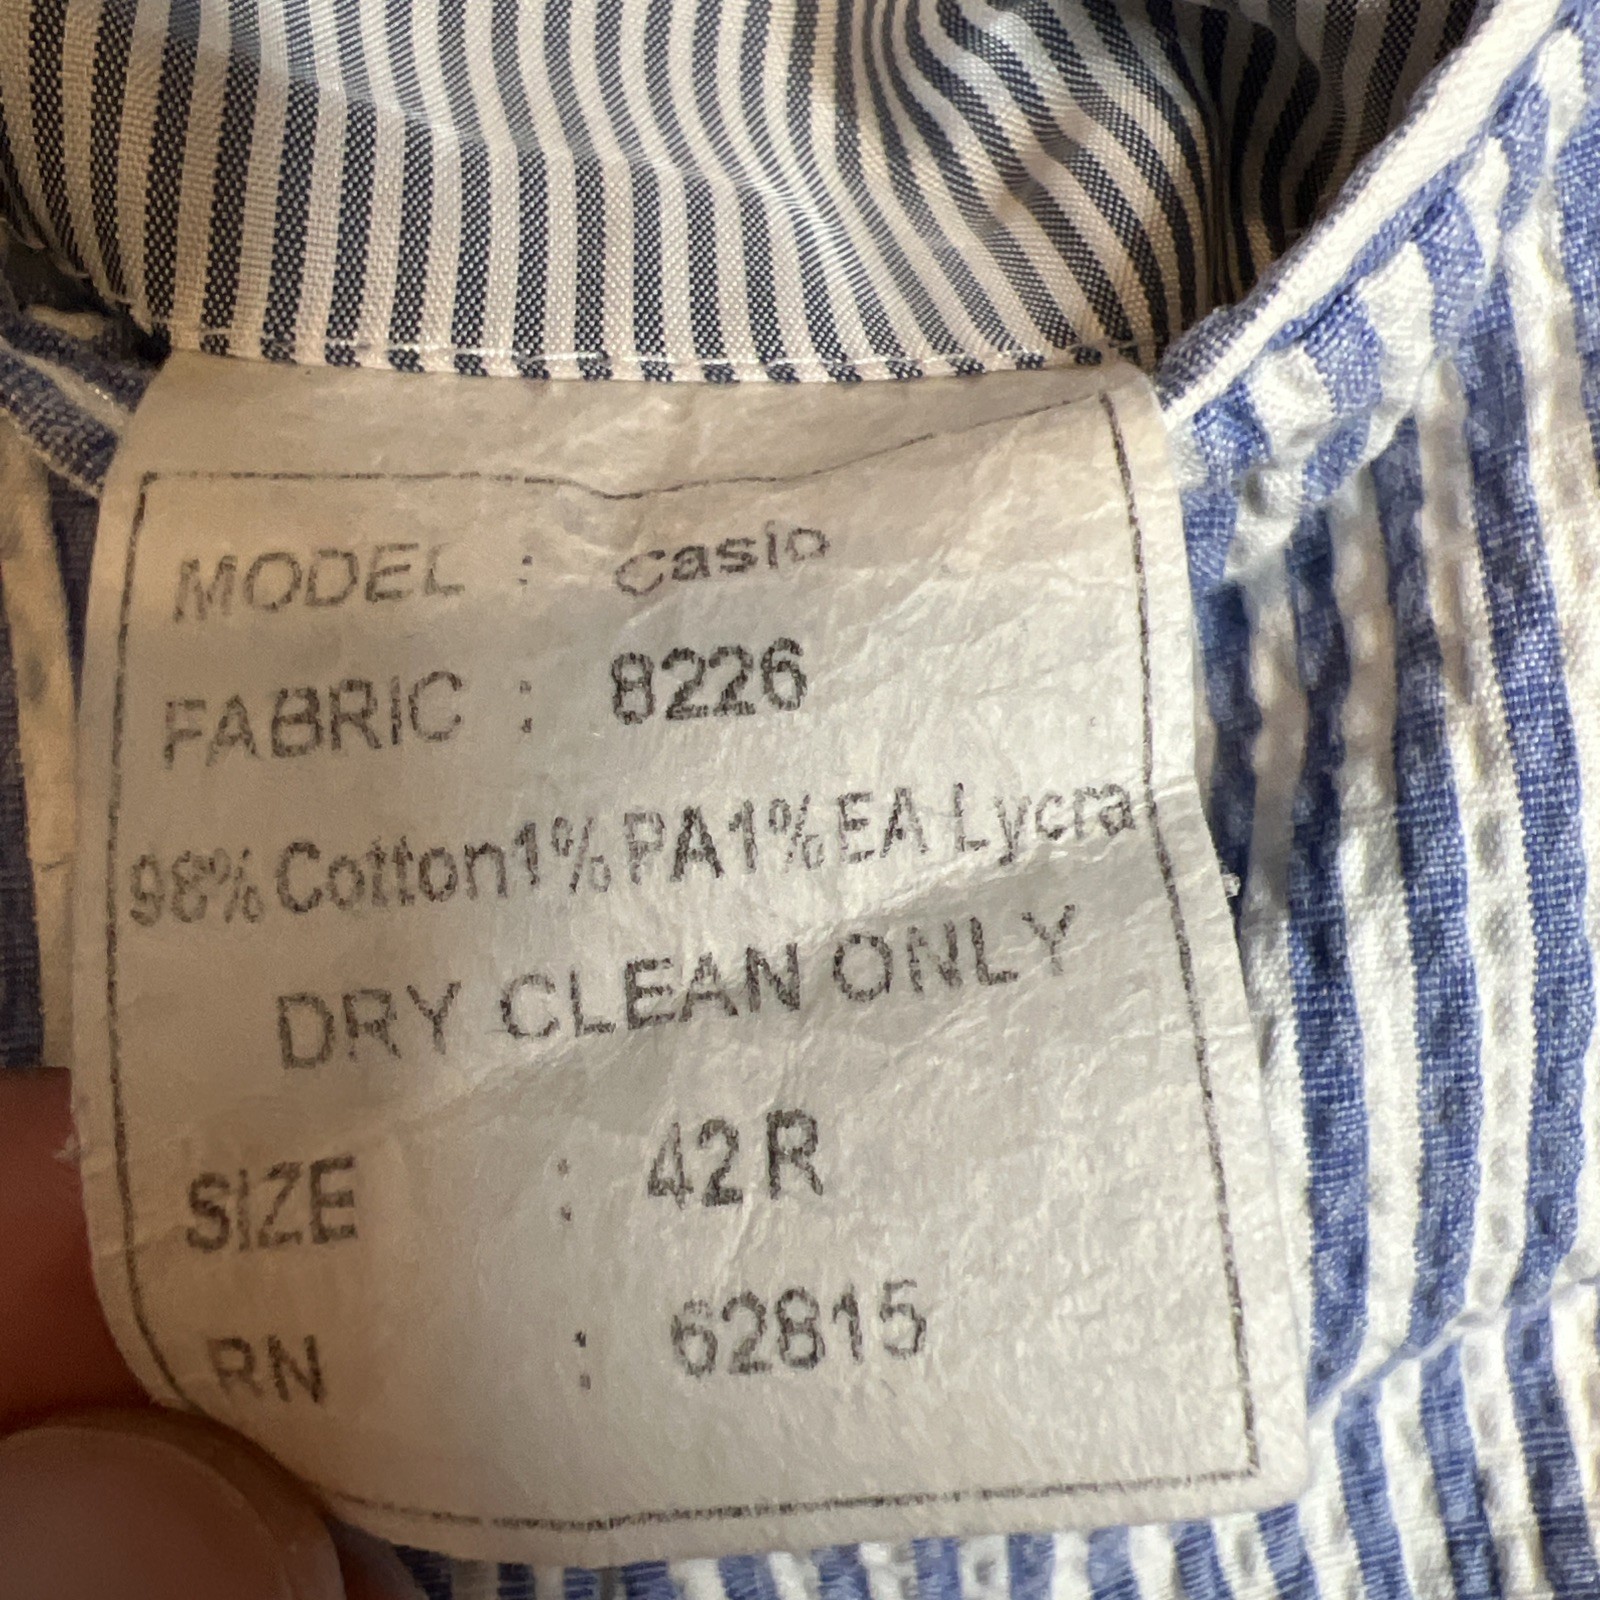 MODEL : Casio
FABRIC : 8226
98% Cotton1% PA1% EA Lycra
DRY CLEAN ONLY
SIZE : 42R
RN : 62815